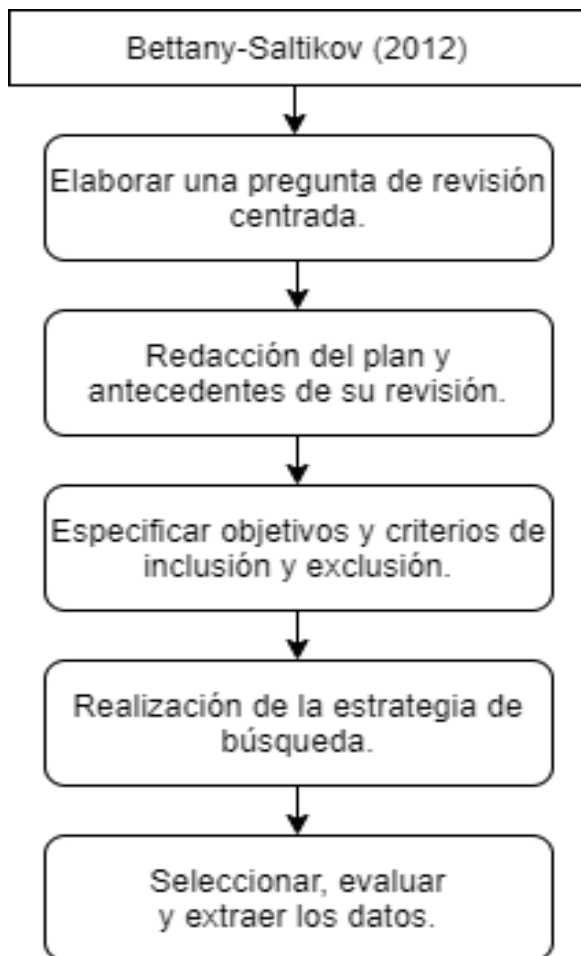 Bettany-Saltikov (2012)
Elaborar una pregunta de revisión
centrada.
Redacción del plan y
antecedentes de su revisión.
Especificar objetivos y criterios de
inclusión y exclusión.
Realización de la estrategia de
búsqueda.
Seleccionar, evaluar
y extraer los datos.